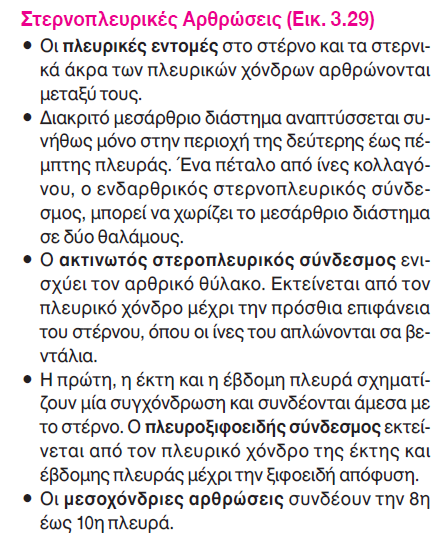 Στερνοπλευρικές Αρθρώσεις (Εικ. 3.29)
● Οι πλευρικές εντομές στο στέρνο και τα στερνι-
κά άκρα των πλευρικών χόνδρων αρθρώνονται
μεταξύ τους.
● Διακριτό μεσάρθριο διάστημα αναπτύσσεται συ-
νήθως μόνο στην περιοχή της δεύτερης έως πέ-
μπτης πλευράς. Ένα πέταλο από ίνες κολλαγό-
νου, ο ενδαρθρικός στερνοπλευρικός σύνδε-
σμος, μπορεί να χωρίζει το μεσάρθριο διάστημα
σε δύο θαλάμους.
● Ο ακτινωτός στεροπλευρικός σύνδεσμος ενι-
σχύει τον αρθρικό θύλακο. Εκτείνεται από τον
πλευρικό χόνδρο μέχρι την πρόσθια επιφάνεια
του στέρνου, όπου οι ίνες του απλώνονται σα βε-
ντάλια.
● Η πρώτη, η έκτη και η έβδομη πλευρά σχηματί-
ζουν μία συγχόνδρωση και συνδέονται άμεσα με
το στέρνο. Ο πλευροξιφοειδής σύνδεσμος εκτεί-
νεται από τον πλευρικό χόνδρο της έκτης και
έβδομης πλευράς μέχρι την ξιφοειδή απόφυση.
● Οι μεσοχόνδριες αρθρώσεις συνδέουν την 8η
έως 10η πλευρά.